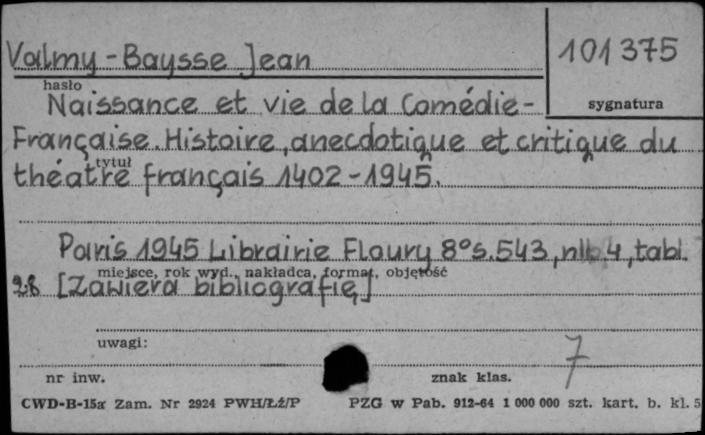 Valmy-Baysse Jean
101375
hasło
sygnatura
Naissance et vie de la Comédie-
Française. Histoire, anecdotique et critique du
tytuł
théatre français 1402-1945.
Paris 1945 Librairie Floury 8° s. 543, nlb 4, tabl.
miejsce, rok wyd., nakładca, format, objętość
[Zawiera bibliografię]
uwagi:
7
nr inw.
znak klas.
CWD-B-15a Zam. Nr 2924 PWH/Łź/P
PZG w Pab. 912-64 1 000 000 szt. kart. b. kl. 5